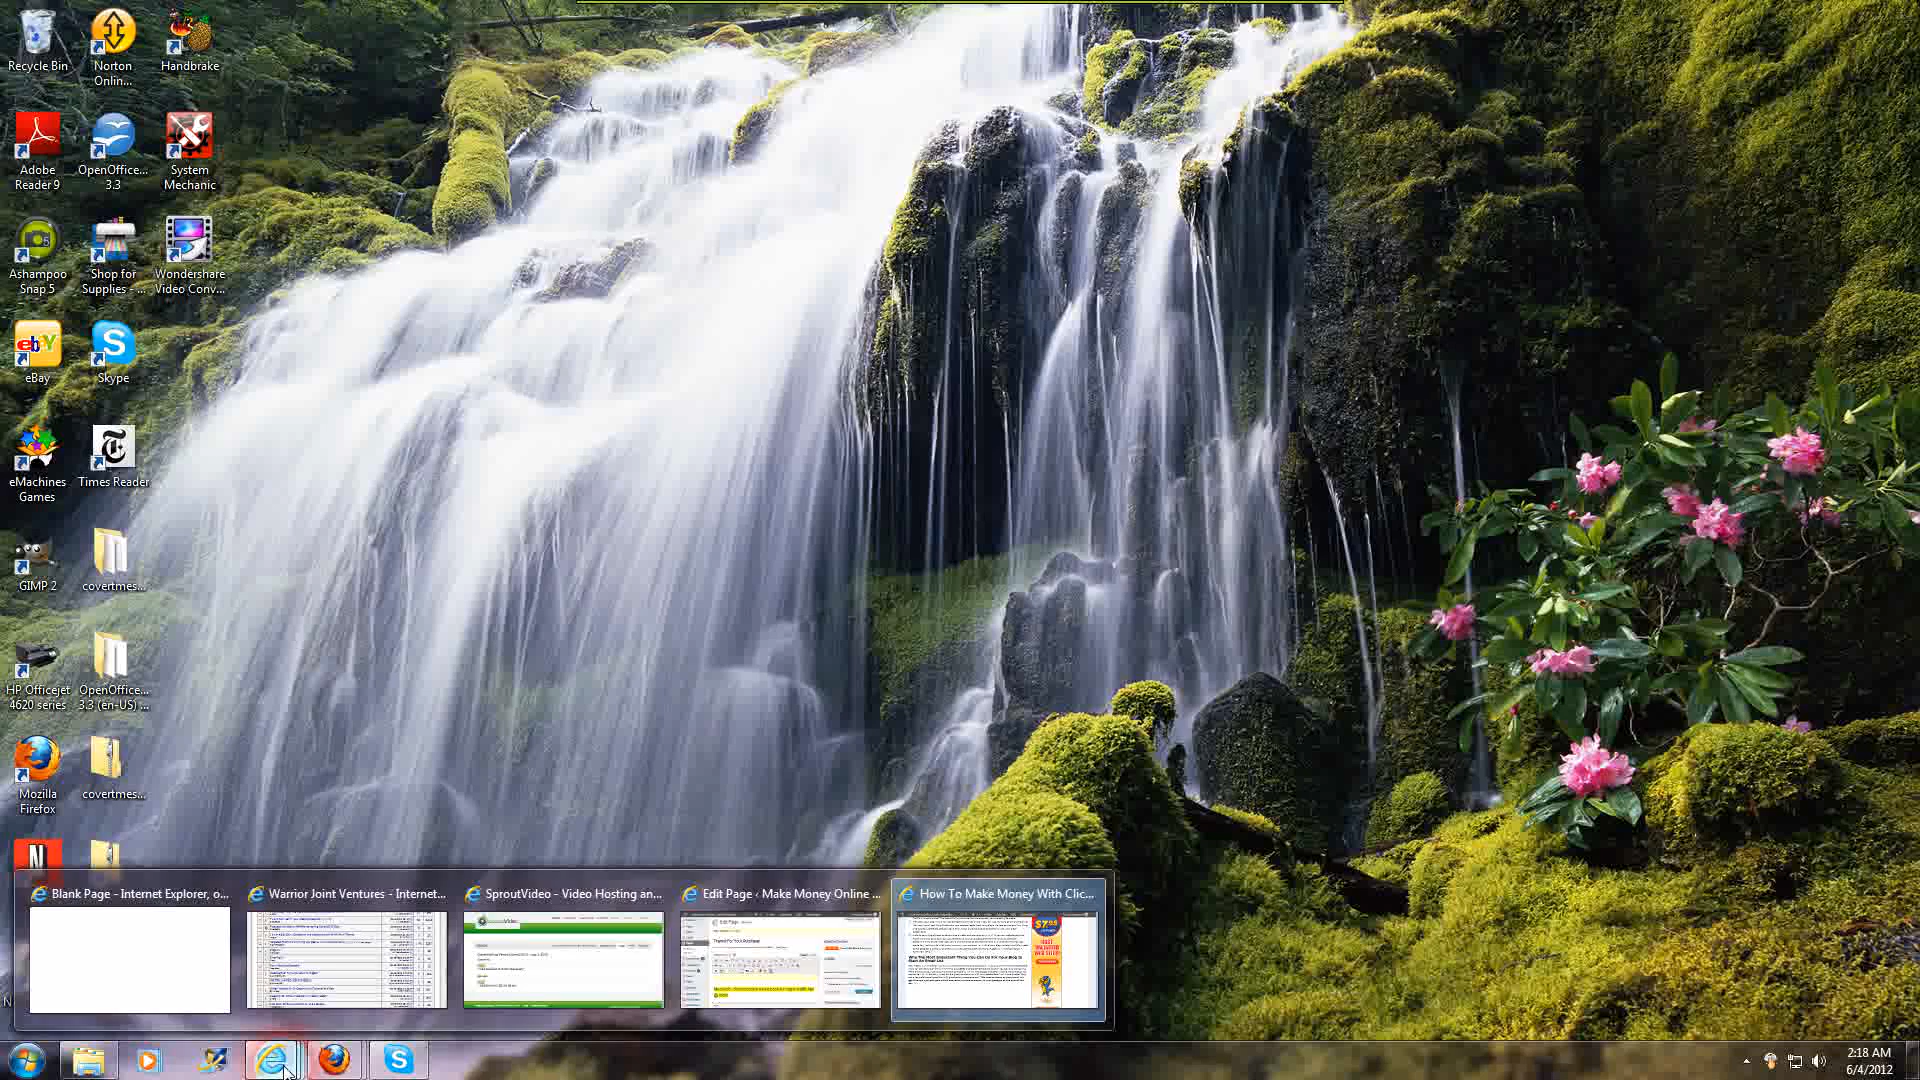 Recycle Bin
Norton
Onlin...
Handbrake
Adobe
Reader 9
OpenOffice...
3.3
System
Mechanic
Ashampoo
Snap 5
Shop for
Supplies - ...
Wondershare
Video Conv...
ebY
eBay
Skype
eMachines
Games
Times Reader
GIMP 2
covertmes...
HP Officejet
4620 series
OpenOffice...
3.3 (en-US) ...
Mozilla
Firefox
covertmes...
N
Blank Page - Internet Explorer, o...
Warrior Joint Ventures - Internet...
SproutVideo - Video Hosting an...
Edit Page ‹ Make Money Online ...
How To Make Money With Clic...
N
2:18 AM
6/4/2012